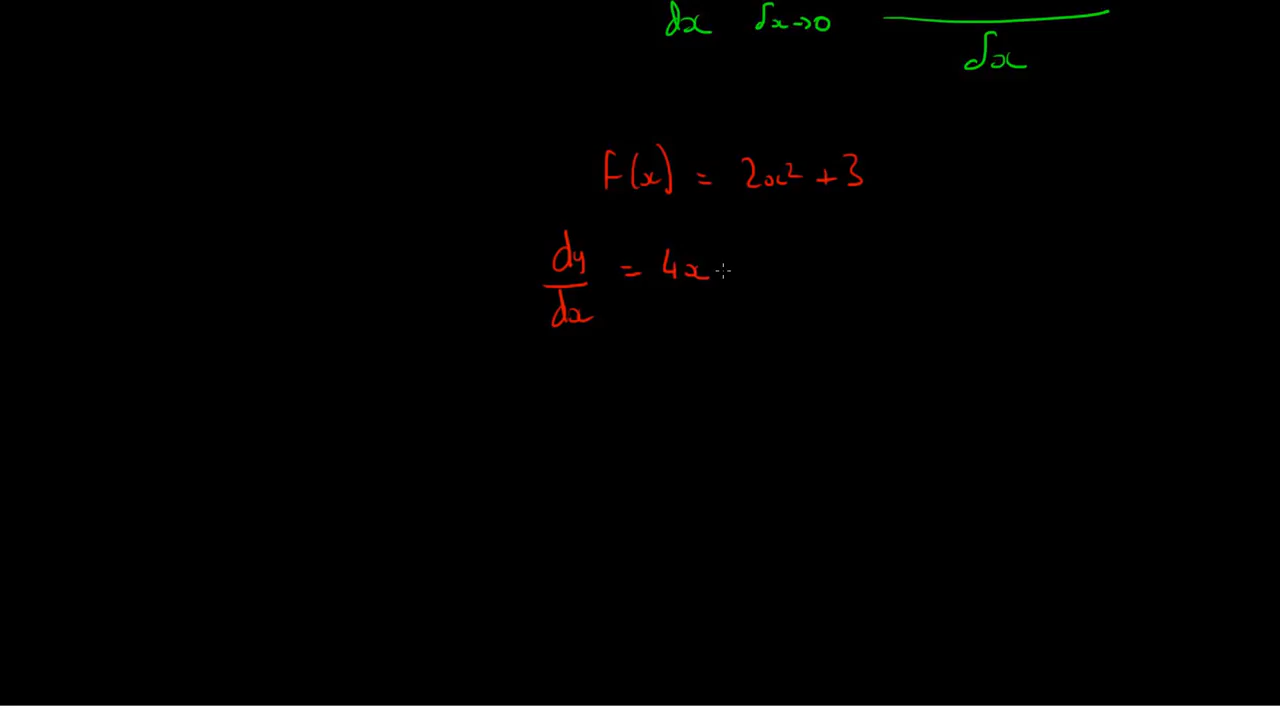 dx δx→0 δx
f(x) = 2x² + 3
dy/dx = 4x